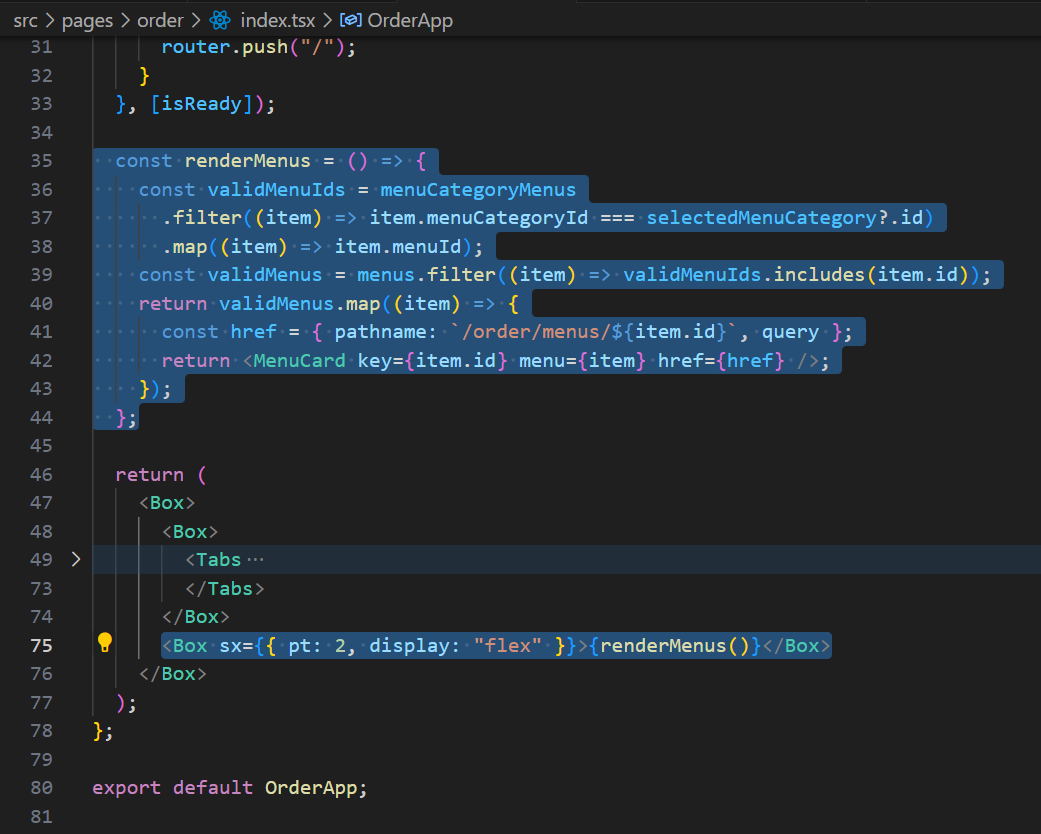 src > pages > order > index.tsx > OrderApp
31 router.push("/");
32 }
33 }, [isReady]);
34
35 const renderMenus = () => {
36 const validMenuIds = menuCategoryMenus
37 .filter((item) => item.menuCategoryId === selectedMenuCategory?.id)
38 .map((item) => item.menuId);
39 const validMenus = menus.filter((item) => validMenuIds.includes(item.id));
40 return validMenus.map((item) => {
41 const href = { pathname: `/order/menus/${item.id}`, query };
42 return <MenuCard key={item.id} menu={item} href={href} />;
43 });
44 };
45
46 return (
47 <Box>
48 <Box>
49 <Tabs ···
73 </Tabs>
74 </Box>
75 <Box sx={{ pt: 2, display: "flex" }}>{renderMenus()}</Box>
76 </Box>
77 );
78 };
79
80 export default OrderApp;
81